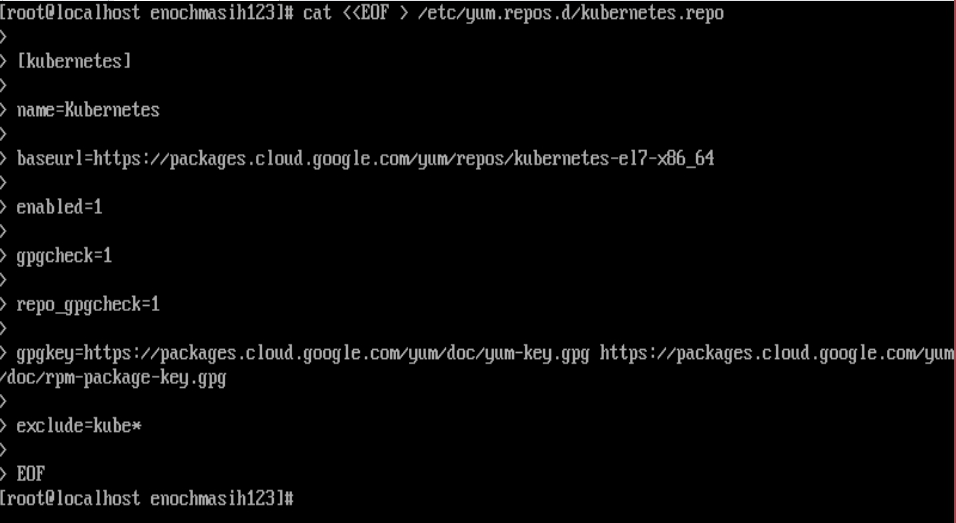 [root@localhost enochmasih123]# cat <<EOF > /etc/yum.repos.d/kubernetes.repo
>
> [kubernetes]
>
> name=Kubernetes
>
> baseurl=https://packages.cloud.google.com/yum/repos/kubernetes-el7-x86_64
>
> enabled=1
>
> gpgcheck=1
>
> repo_gpgcheck=1
>
> gpgkey=https://packages.cloud.google.com/yum/doc/yum-key.gpg https://packages.cloud.google.com/yum
/doc/rpm-package-key.gpg
>
> exclude=kube*
>
> EOF
[root@localhost enochmasih123]#